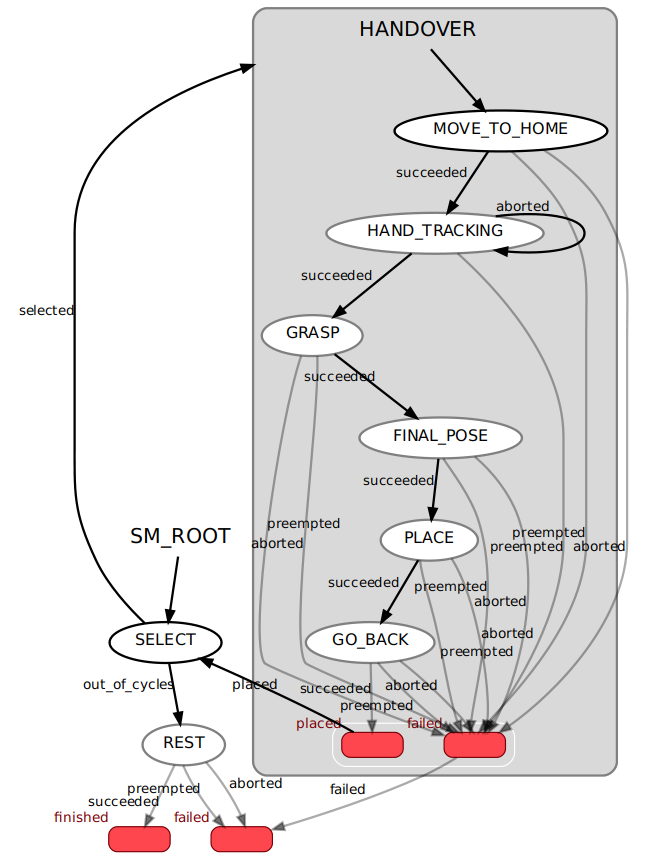 HANDOVER
MOVE_TO_HOME
succeeded
aborted
HAND_TRACKING
succeeded
selected
GRASP
succeeded
FINAL_POSE
succeeded
preempted
aborted
SM_ROOT
PLACE
preempted
preempted aborted
succeeded
preempted
aborted
SELECT
GO_BACK
aborted
preempted
out_of_cycles
placed
succeeded
aborted
preempted
placed
failed
REST
preempted
aborted
succeeded
failed
finished
failed